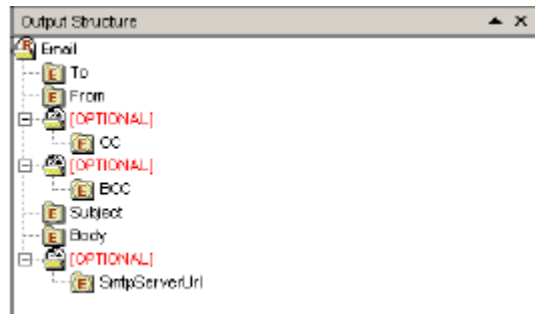 Output Structure
Email
To
From
[OPTIONAL]
CC
[OPTIONAL]
BCC
Subject
Body
[OPTIONAL]
SmtpServerUrl